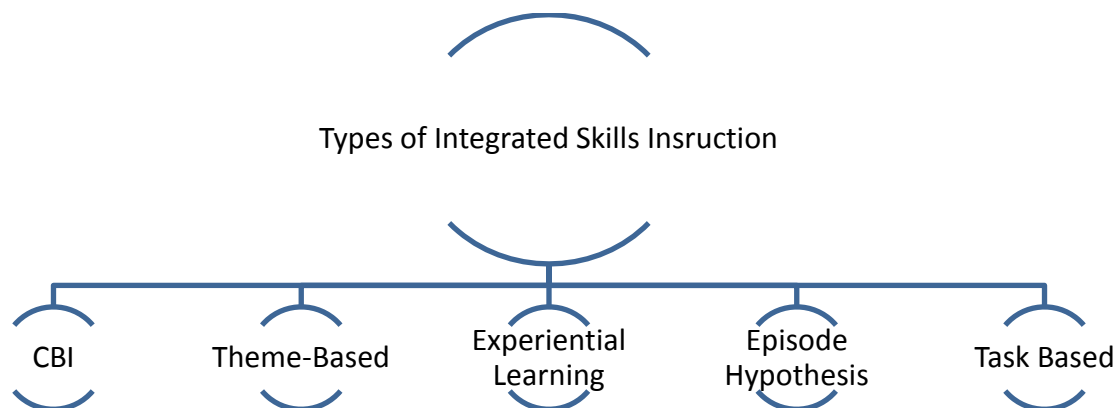 Types of Integrated Skills Insruction
CBI
Theme-Based
Experiential
Learning
Episode
Hypothesis
Task Based